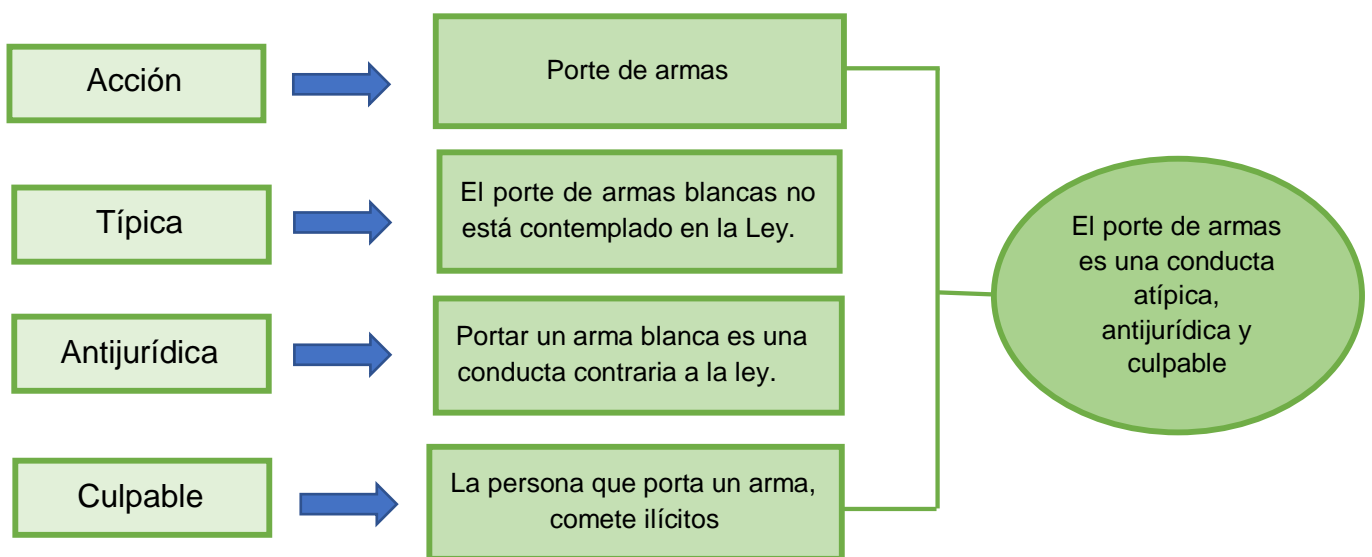 Acción
Porte de armas
Típica
El porte de armas blancas no
está contemplado en la Ley.
Antijurídica
Portar un arma blanca es una
conducta contraria a la ley.
Culpable
La persona que porta un arma,
comete ilícitos
El porte de armas
es una conducta
atípica,
antijurídica y
culpable